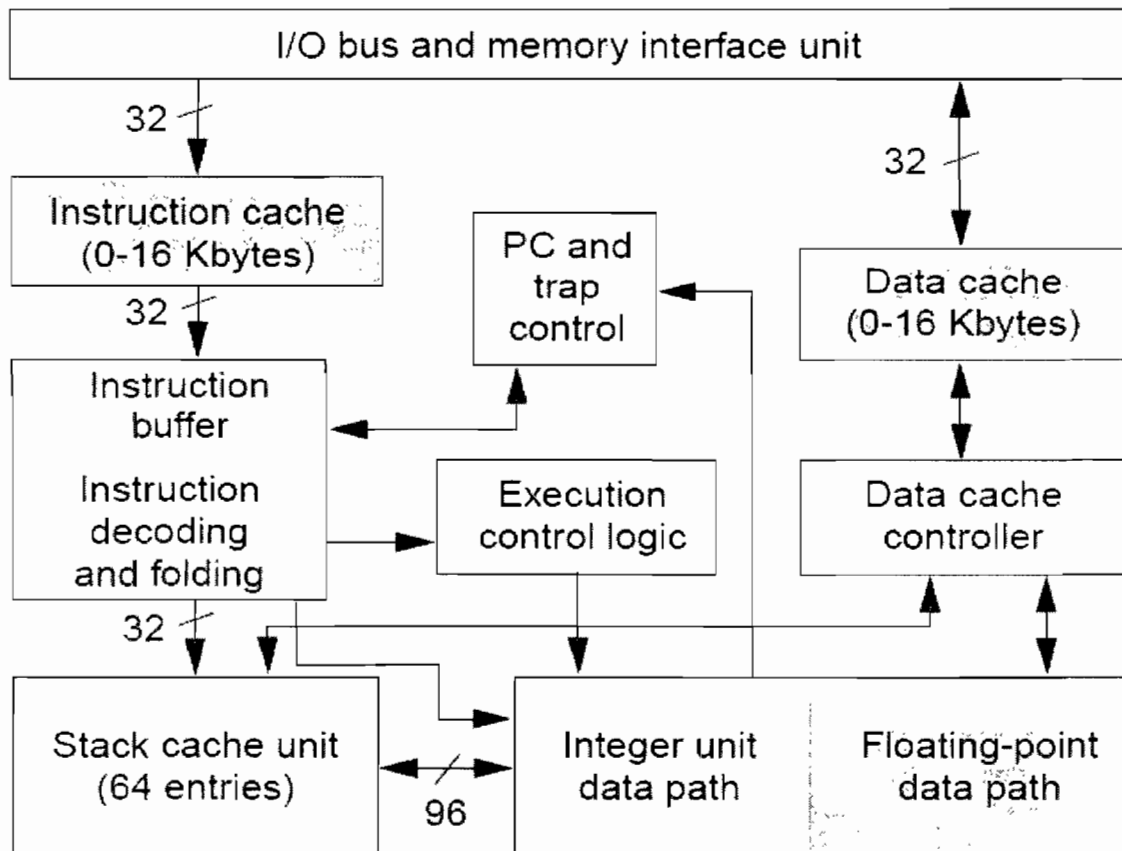 I/O bus and memory interface unit
32
32
Instruction cache
(0-16 Kbytes)
PC and
trap
control
Data cache
(0-16 Kbytes)
32
Instruction
buffer
Instruction
decoding
and folding
Execution
control logic
Data cache
controller
32
Stack cache unit
(64 entries)
96
Integer unit
data path
Floating-point
data path